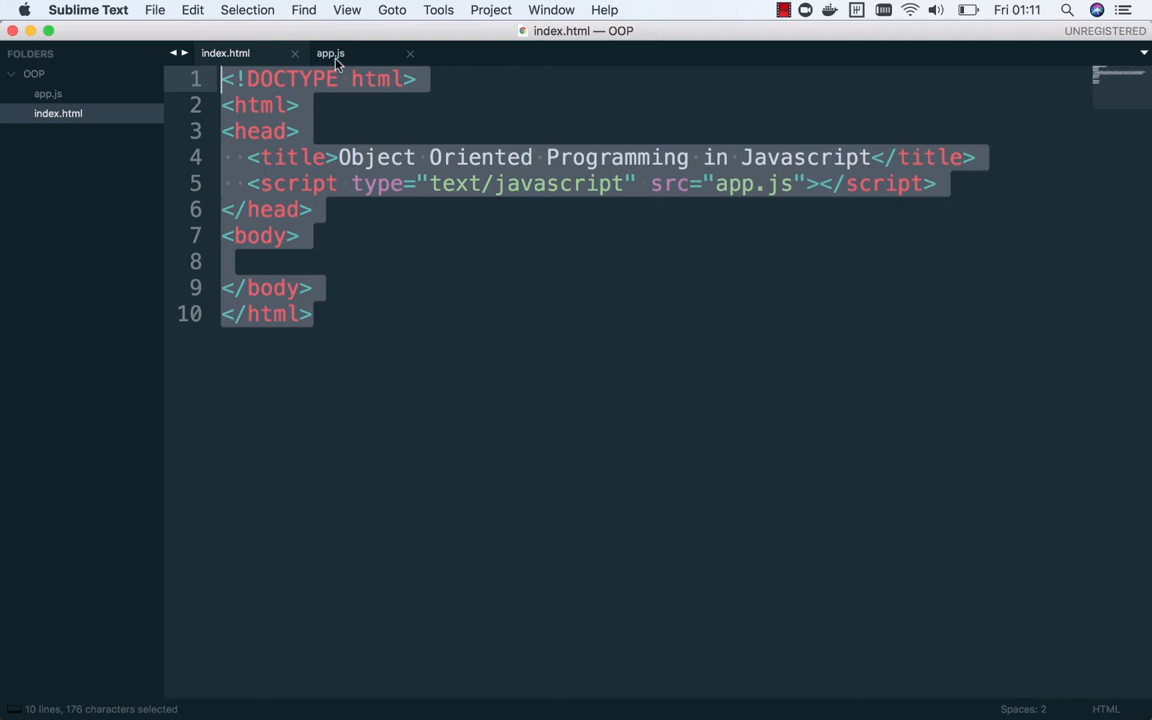 Sublime Text File Edit Selection Find View Goto Tools Project Window Help Fri 01:11
index.html — OOP UNREGISTERED
FOLDERS
OOP
app.js
index.html
index.html app.js
1 <!DOCTYPE html>
2 <html>
3 <head>
4 <title>Object Oriented Programming in Javascript</title>
5 <script type="text/javascript" src="app.js"></script>
6 </head>
7 <body>
8
9 </body>
10 </html>
10 lines, 176 characters selected Spaces: 2 HTML